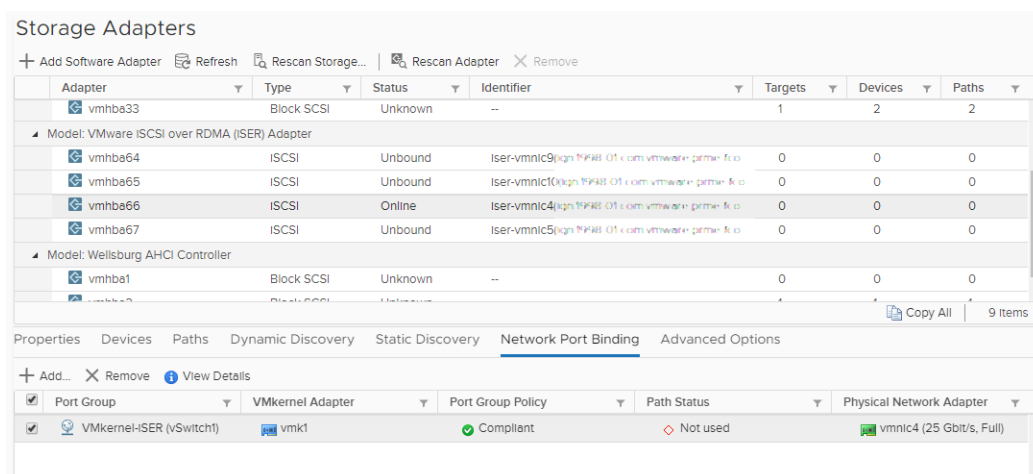 Storage Adapters
Add Software Adapter Refresh Rescan Storage... Rescan Adapter Remove
Adapter Type Status Identifier Targets Devices Paths
vmhba33 Block SCSI Unknown -- 1 2 2
Model: VMware iSCSI over RDMA (iSER) Adapter
vmhba64 iSCSI Unbound iser-vmnic9 0 0 0
vmhba65 iSCSI Unbound iser-vmnic10 0 0 0
vmhba66 iSCSI Online iser-vmnic4 0 0 0
vmhba67 iSCSI Unbound iser-vmnic5 0 0 0
Model: Wellsburg AHCI Controller
vmhba1 Block SCSI Unknown -- 0 0 0
Copy All 9 items
Properties Devices Paths Dynamic Discovery Static Discovery Network Port Binding Advanced Options
Add... Remove View Details
Port Group VMkernel Adapter Port Group Policy Path Status Physical Network Adapter
VMkernel-iSER (vSwitch1) vmk1 Compliant Not used vmnic4 (25 Gbit/s, Full)